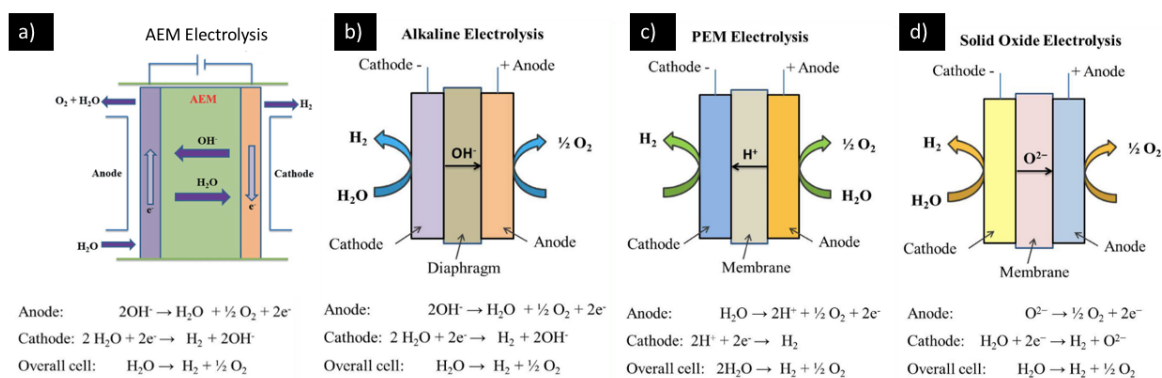 a)
AEM Electrolysis
AEM
O₂ + H₂O
H₂
OH⁻
H₂O
Anode
Cathode
e⁻
e⁻
H₂O
Anode: 2OH⁻ → H₂O + ½ O₂ + 2e⁻
Cathode: 2 H₂O + 2e⁻ → H₂ + 2OH⁻
Overall cell: H₂O → H₂ + ½ O₂
b)
Alkaline Electrolysis
Cathode - + Anode
H₂ ½ O₂
OH⁻
H₂O
Cathode Anode
Diaphragm
Anode: 2OH⁻ → H₂O + ½ O₂ + 2e⁻
Cathode: 2 H₂O + 2e⁻ → H₂ + 2OH⁻
Overall cell: H₂O → H₂ + ½ O₂
c)
PEM Electrolysis
Cathode - + Anode
H₂ ½ O₂
H⁺
H₂O
Cathode Anode
Membrane
Anode: H₂O → 2H⁺ + ½ O₂ + 2e⁻
Cathode: 2H⁺ + 2e⁻ → H₂
Overall cell: 2H₂O → H₂ + ½ O₂
d)
Solid Oxide Electrolysis
Cathode - + Anode
H₂ ½ O₂
O²⁻
H₂O
Cathode Anode
Membrane
Anode: O²⁻ → ½ O₂ + 2e⁻
Cathode: H₂O + 2e⁻ → H₂ + O²⁻
Overall cell: H₂O → H₂ + ½ O₂